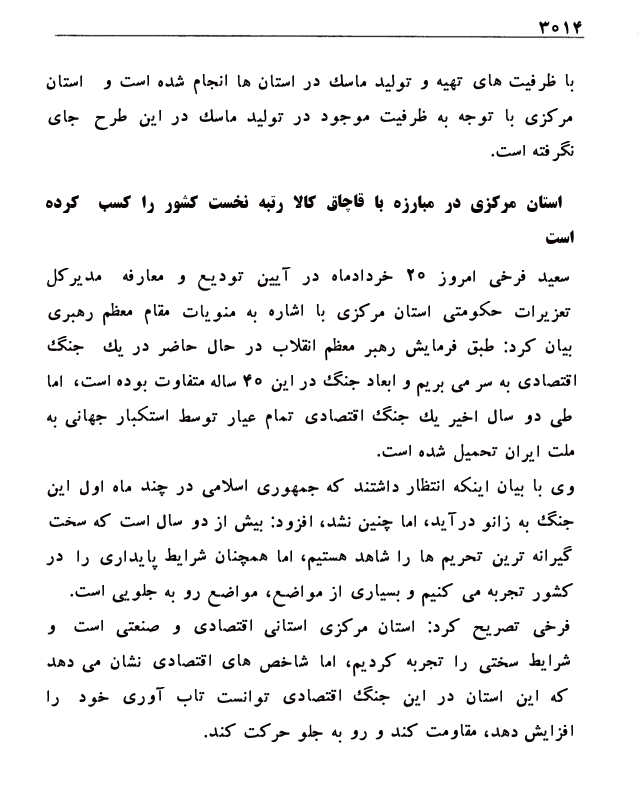 ۳۰۱۴
با ظرفیت های تهیه و تولید ماسک در استان ها انجام شده است و استان
مرکزی با توجه به ظرفیت موجود در تولید ماسک در این طرح جای
نگرفته است.
استان مرکزی در مبارزه با قاچاق کالا رتبه نخست کشور را کسب کرده
است
سعید فرخی امروز ۲۰ خردادماه در آیین تودیع و معارفه مدیرکل
تعزیرات حکومتی استان مرکزی با اشاره به منویات مقام معظم رهبری
بیان کرد: طبق فرمایش رهبر معظم انقلاب در حال حاضر در یک جنگ
اقتصادی به سر می بریم و ابعاد جنگ در این ۴۰ ساله متفاوت بوده است، اما
طی دو سال اخیر یک جنگ اقتصادی تمام عیار توسط استکبار جهانی به
ملت ایران تحمیل شده است.
وی با بیان اینکه انتظار داشتند که جمهوری اسلامی در چند ماه اول این
جنگ به زانو درآید، اما چنین نشد، افزود: بیش از دو سال است که سخت
گیرانه ترین تحریم ها را شاهد هستیم، اما همچنان شرایط پایداری را در
کشور تجربه می کنیم و بسیاری از مواضع، مواضع رو به جلویی است.
فرخی تصریح کرد: استان مرکزی استانی اقتصادی و صنعتی است و
شرایط سختی را تجربه کردیم، اما شاخص های اقتصادی نشان می دهد
که این استان در این جنگ اقتصادی توانست تاب آوری خود را
افزایش دهد، مقاومت کند و رو به جلو حرکت کند.